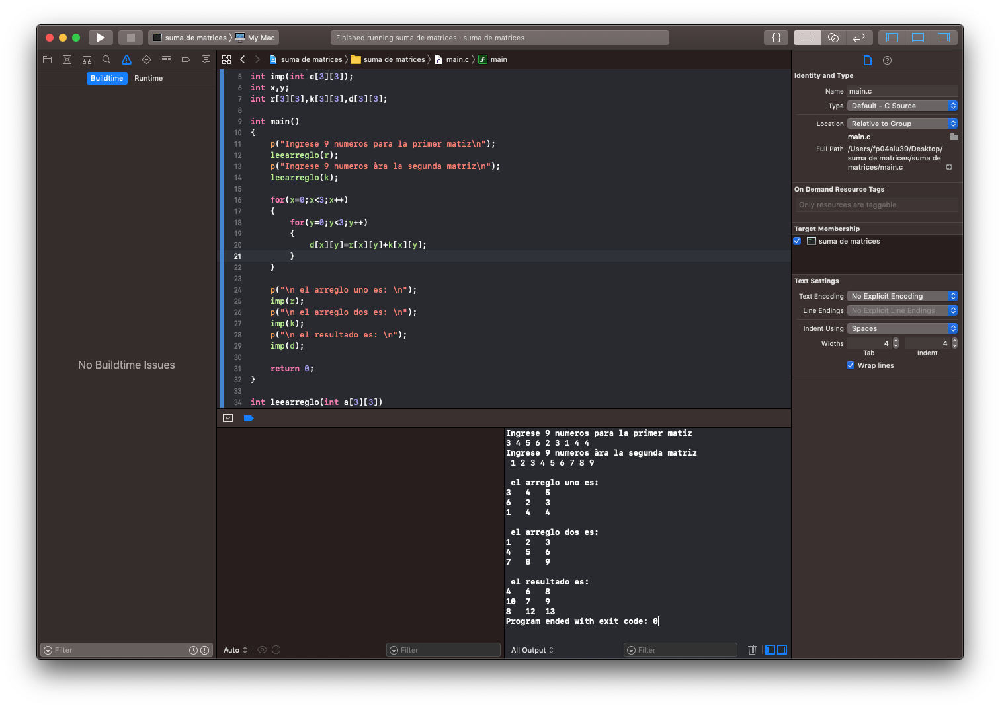 suma de matrices
My Mac
Finished running suma de matrices : suma de matrices
{ }
Buildtime
Runtime
No Buildtime Issues
Filter
suma de matrices
suma de matrices
main.c
main
5 int imp(int c[3][3]);
6 int x,y;
7 int r[3][3],k[3][3],d[3][3];
8
9 int main()
10 {
11     p("Ingrese 9 numeros para la primer matiz\n");
12     leearreglo(r);
13     p("Ingrese 9 numeros àra la segunda matriz\n");
14     leearreglo(k);
15
16     for(x=0;x<3;x++)
17     {
18         for(y=0;y<3;y++)
19         {
20             d[x][y]=r[x][y]+k[x][y];
21         }
22     }
23
24     p("\n el arreglo uno es: \n");
25     imp(r);
26     p("\n el arreglo dos es: \n");
27     imp(k);
28     p("\n el resultado es: \n");
29     imp(d);
30
31     return 0;
32 }
33
34 int leearreglo(int a[3][3])
Auto
Filter
Ingrese 9 numeros para la primer matiz
3 4 5 6 2 3 1 4 4
Ingrese 9 numeros àra la segunda matriz
 1 2 3 4 5 6 7 8 9
 el arreglo uno es:
3   4   5
6   2   3
1   4   4
 el arreglo dos es:
1   2   3
4   5   6
7   8   9
 el resultado es:
4   6   8
10  7   9
8   12  13
Program ended with exit code: 0
All Output
Filter
Identity and Type
Name main.c
Type Default - C Source
Location Relative to Group
main.c
Full Path /Users/fp04alu39/Desktop/
suma de matrices/suma de
matrices/main.c
On Demand Resource Tags
Only resources are taggable
Target Membership
suma de matrices
Text Settings
Text Encoding No Explicit Encoding
Line Endings No Explicit Line Endings
Indent Using Spaces
Widths 4 4
Tab Indent
Wrap lines